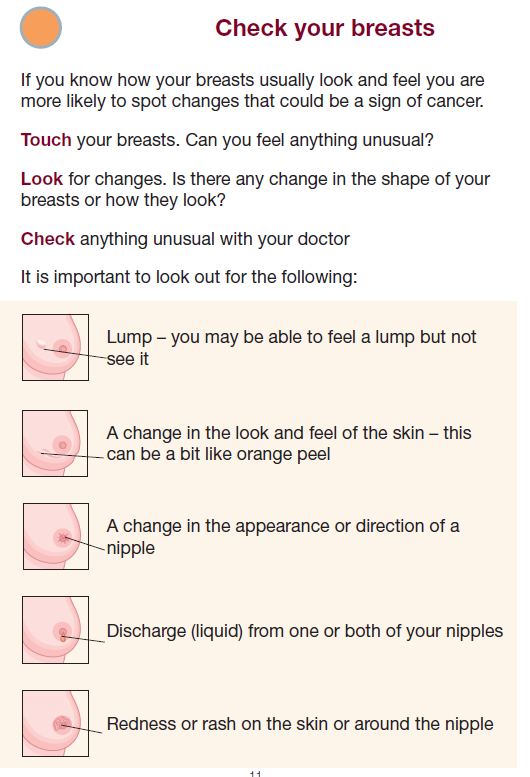 Check your breasts
If you know how your breasts usually look and feel you are
more likely to spot changes that could be a sign of cancer.
Touch your breasts. Can you feel anything unusual?
Look for changes. Is there any change in the shape of your
breasts or how they look?
Check anything unusual with your doctor
It is important to look out for the following:
Lump – you may be able to feel a lump but not
see it
A change in the look and feel of the skin – this
can be a bit like orange peel
A change in the appearance or direction of a
nipple
Discharge (liquid) from one or both of your nipples
Redness or rash on the skin or around the nipple
11